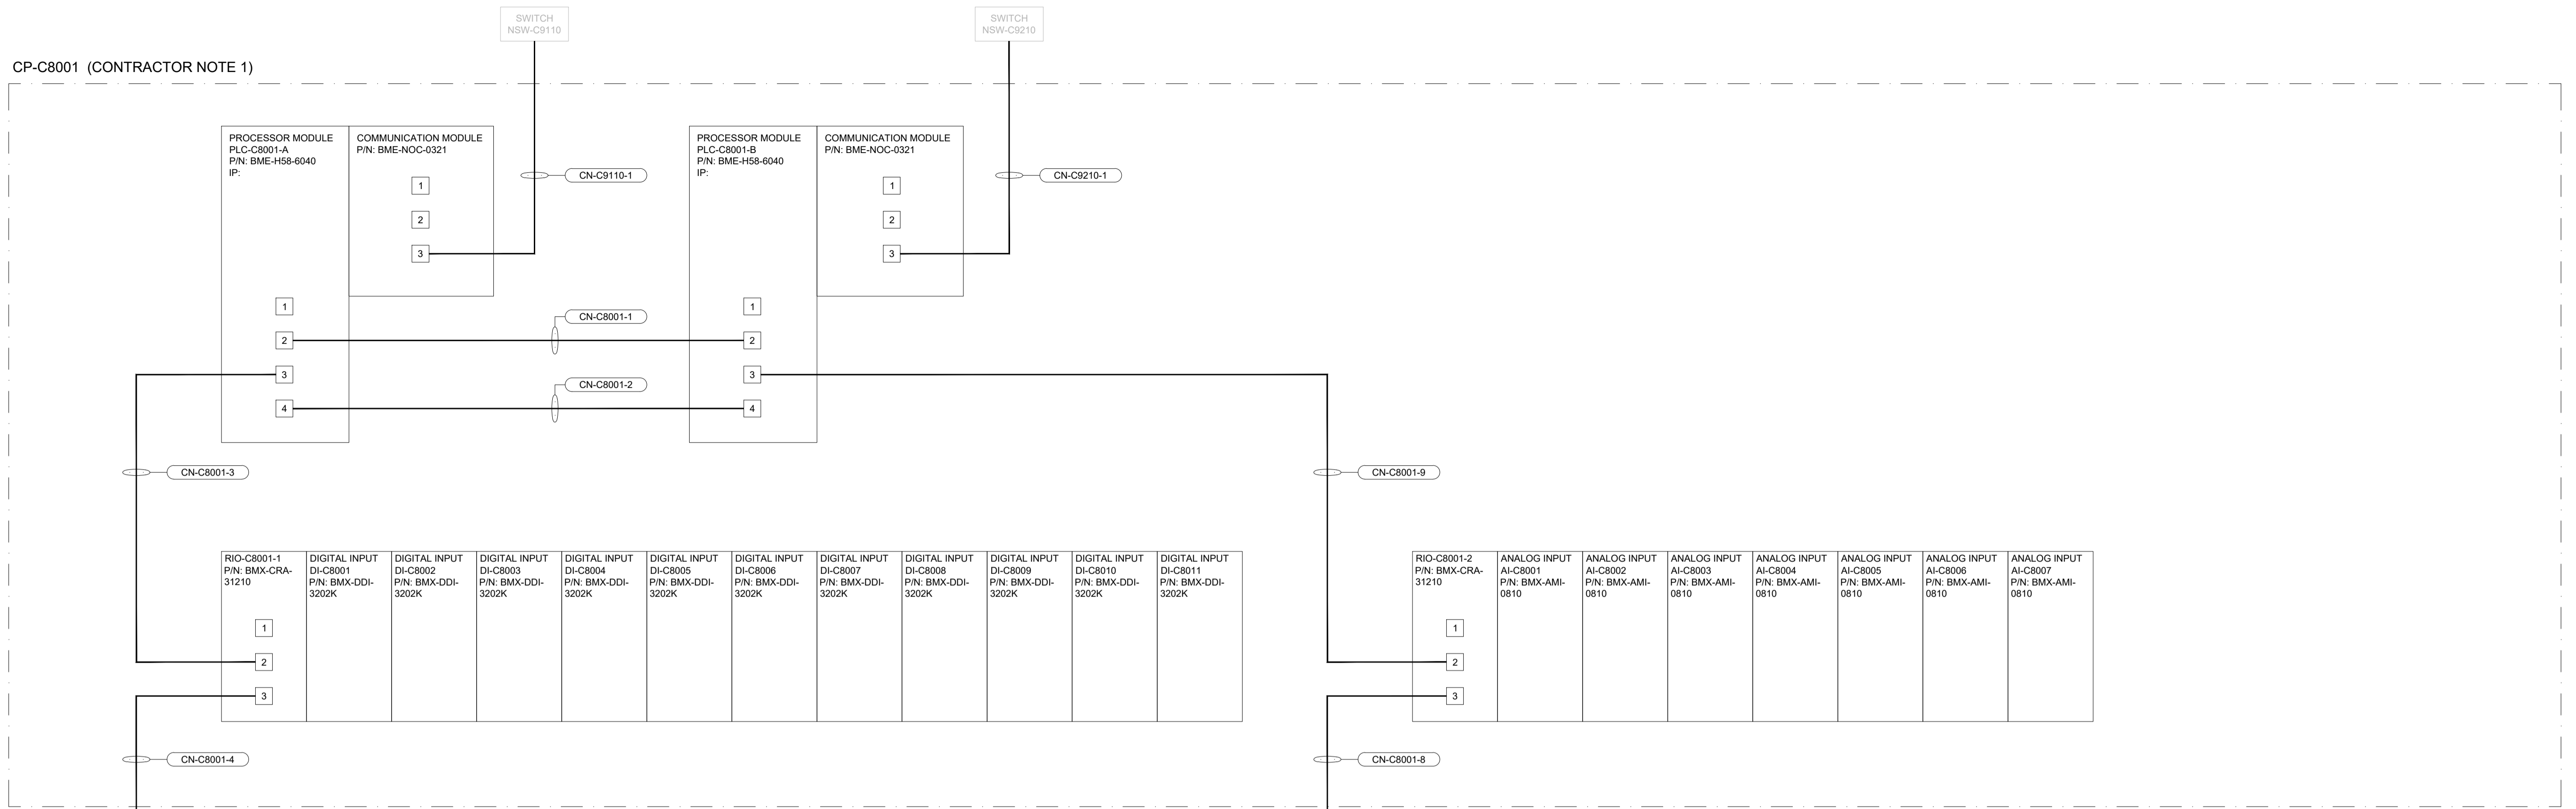 SWITCH
NSW-C9110
SWITCH
NSW-C9210
CP-C8001 (CONTRACTOR NOTE 1)
PROCESSOR MODULE
PLC-C8001-A
P/N: BME-H58-6040
IP:
COMMUNICATION MODULE
P/N: BME-NOC-0321
1
2
3
CN-C9110-1
1
2
3
4
PROCESSOR MODULE
PLC-C8001-B
P/N: BME-H58-6040
IP:
COMMUNICATION MODULE
P/N: BME-NOC-0321
1
2
3
CN-C9210-1
1
2
3
4
CN-C8001-1
CN-C8001-2
CN-C8001-3
CN-C8001-9
RIO-C8001-1
P/N: BMX-CRA-
31210
1
2
3
DIGITAL INPUT
DI-C8001
P/N: BMX-DDI-
3202K
DIGITAL INPUT
DI-C8002
P/N: BMX-DDI-
3202K
DIGITAL INPUT
DI-C8003
P/N: BMX-DDI-
3202K
DIGITAL INPUT
DI-C8004
P/N: BMX-DDI-
3202K
DIGITAL INPUT
DI-C8005
P/N: BMX-DDI-
3202K
DIGITAL INPUT
DI-C8006
P/N: BMX-DDI-
3202K
DIGITAL INPUT
DI-C8007
P/N: BMX-DDI-
3202K
DIGITAL INPUT
DI-C8008
P/N: BMX-DDI-
3202K
DIGITAL INPUT
DI-C8009
P/N: BMX-DDI-
3202K
DIGITAL INPUT
DI-C8010
P/N: BMX-DDI-
3202K
DIGITAL INPUT
DI-C8011
P/N: BMX-DDI-
3202K
RIO-C8001-2
P/N: BMX-CRA-
31210
1
2
3
ANALOG INPUT
AI-C8001
P/N: BMX-AMI-
0810
ANALOG INPUT
AI-C8002
P/N: BMX-AMI-
0810
ANALOG INPUT
AI-C8003
P/N: BMX-AMI-
0810
ANALOG INPUT
AI-C8004
P/N: BMX-AMI-
0810
ANALOG INPUT
AI-C8005
P/N: BMX-AMI-
0810
ANALOG INPUT
AI-C8006
P/N: BMX-AMI-
0810
ANALOG INPUT
AI-C8007
P/N: BMX-AMI-
0810
CN-C8001-4
CN-C8001-8